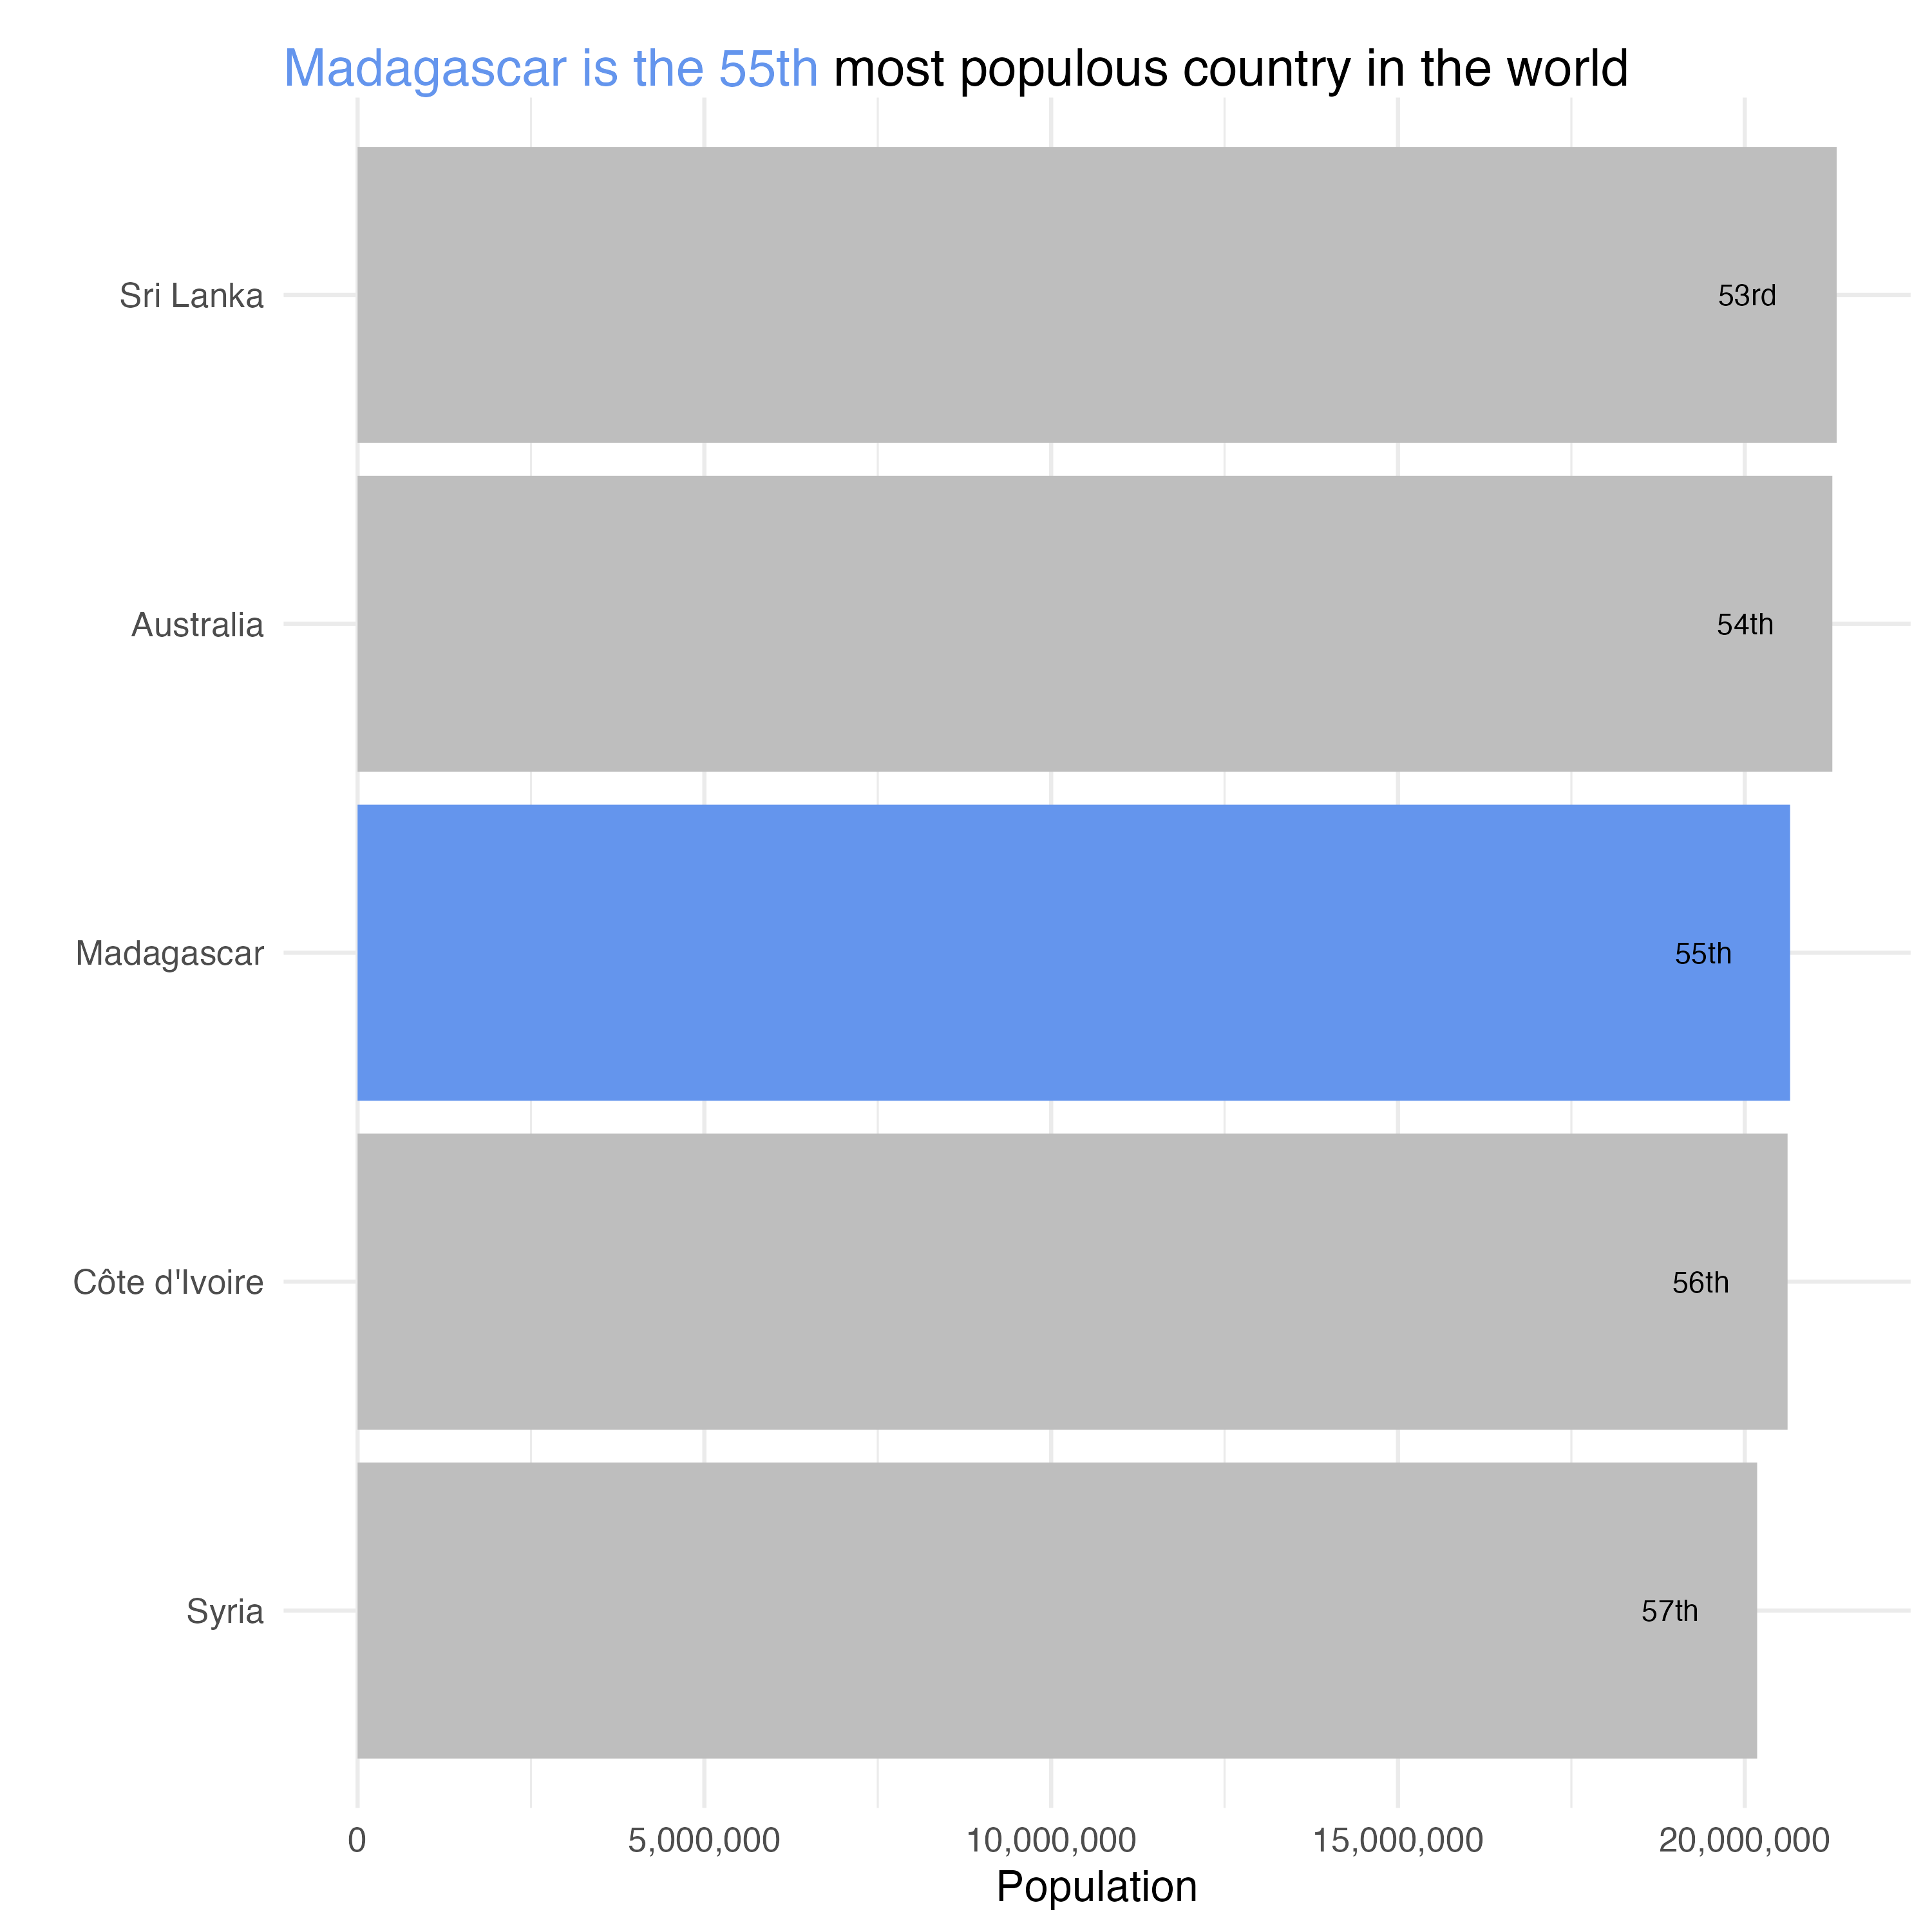 Madagascar is the 55th most populous country in the world
Sri Lanka
53rd
Australia
54th
Madagascar
55th
Côte d'Ivoire
56th
Syria
57th
0
5,000,000
10,000,000
15,000,000
20,000,000
Population